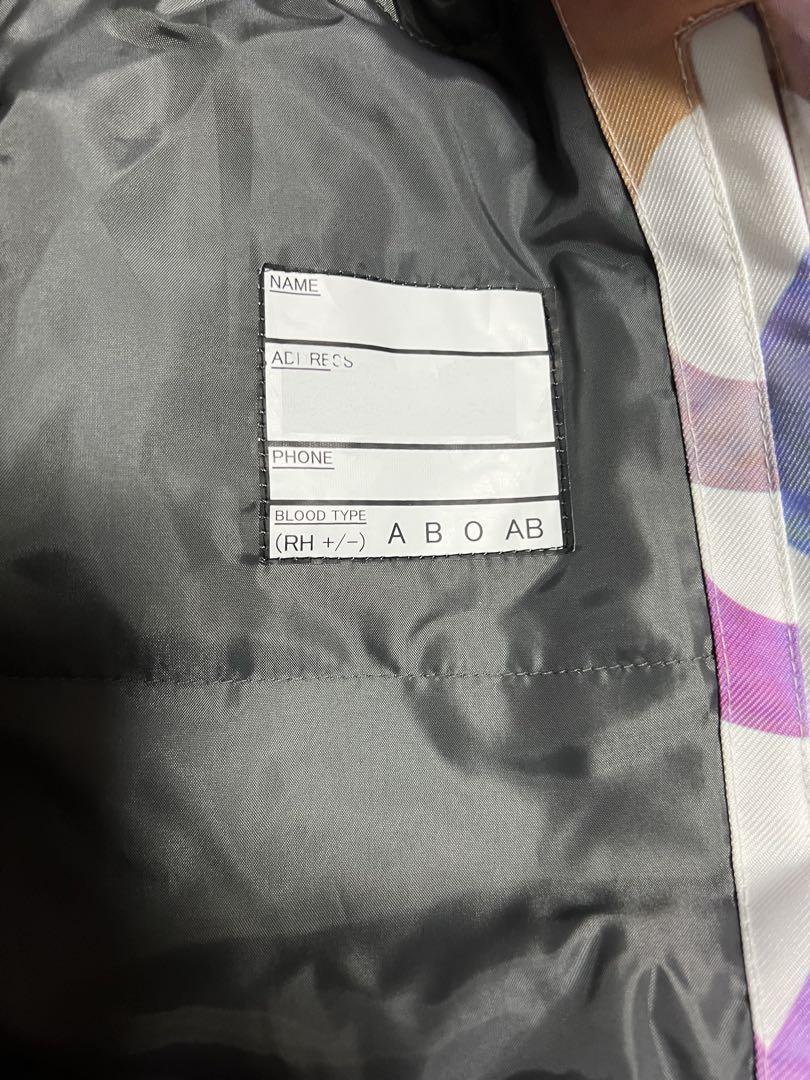 NAME
ADDRESS
PHONE
BLOOD TYPE
(RH +/-) A B O AB